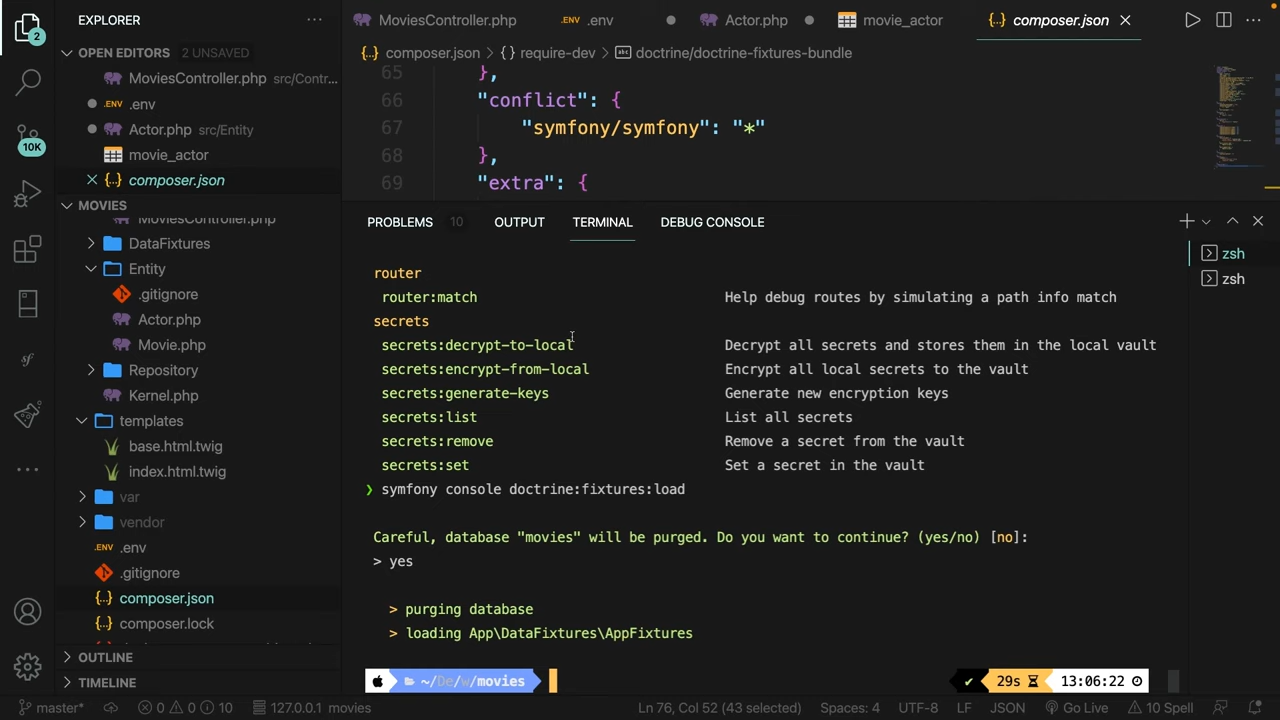 EXPLORER
MoviesController.php
.env
Actor.php
movie_actor
composer.json
OPEN EDITORS 2 UNSAVED
composer.json > {} require-dev > doctrine/doctrine-fixtures-bundle
MoviesController.php src/Contr...
.env
Actor.php src/Entity
movie_actor
composer.json
65 },
66 "conflict": {
67 "symfony/symfony": "*"
68 },
69 "extra": {
MOVIES
MoviesController.php
DataFixtures
Entity
.gitignore
Actor.php
Movie.php
Repository
Kernel.php
templates
base.html.twig
index.html.twig
var
vendor
.env
.gitignore
composer.json
composer.lock
OUTLINE
TIMELINE
2
10K
PROBLEMS 10 OUTPUT TERMINAL DEBUG CONSOLE
zsh
zsh
router
router:match Help debug routes by simulating a path info match
secrets
secrets:decrypt-to-local Decrypt all secrets and stores them in the local vault
secrets:encrypt-from-local Encrypt all local secrets to the vault
secrets:generate-keys Generate new encryption keys
secrets:list List all secrets
secrets:remove Remove a secret from the vault
secrets:set Set a secret in the vault
❯ symfony console doctrine:fixtures:load
Careful, database "movies" will be purged. Do you want to continue? (yes/no) [no]:
> yes
> purging database
> loading App\DataFixtures\AppFixtures
~/De/w/movies ✔ 29s 13:06:22
master* 0 0 10 127.0.0.1 movies Ln 76, Col 52 (43 selected) Spaces: 4 UTF-8 LF JSON Go Live 10 Spell